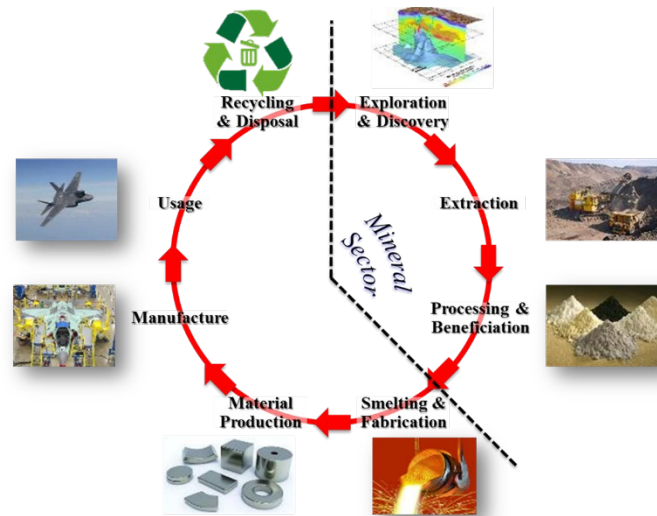 Recycling
& Disposal
Exploration
& Discovery
Usage
Extraction
Mineral
Sector
Manufacture
Processing &
Beneficiation
Material
Production
Smelting &
Fabrication